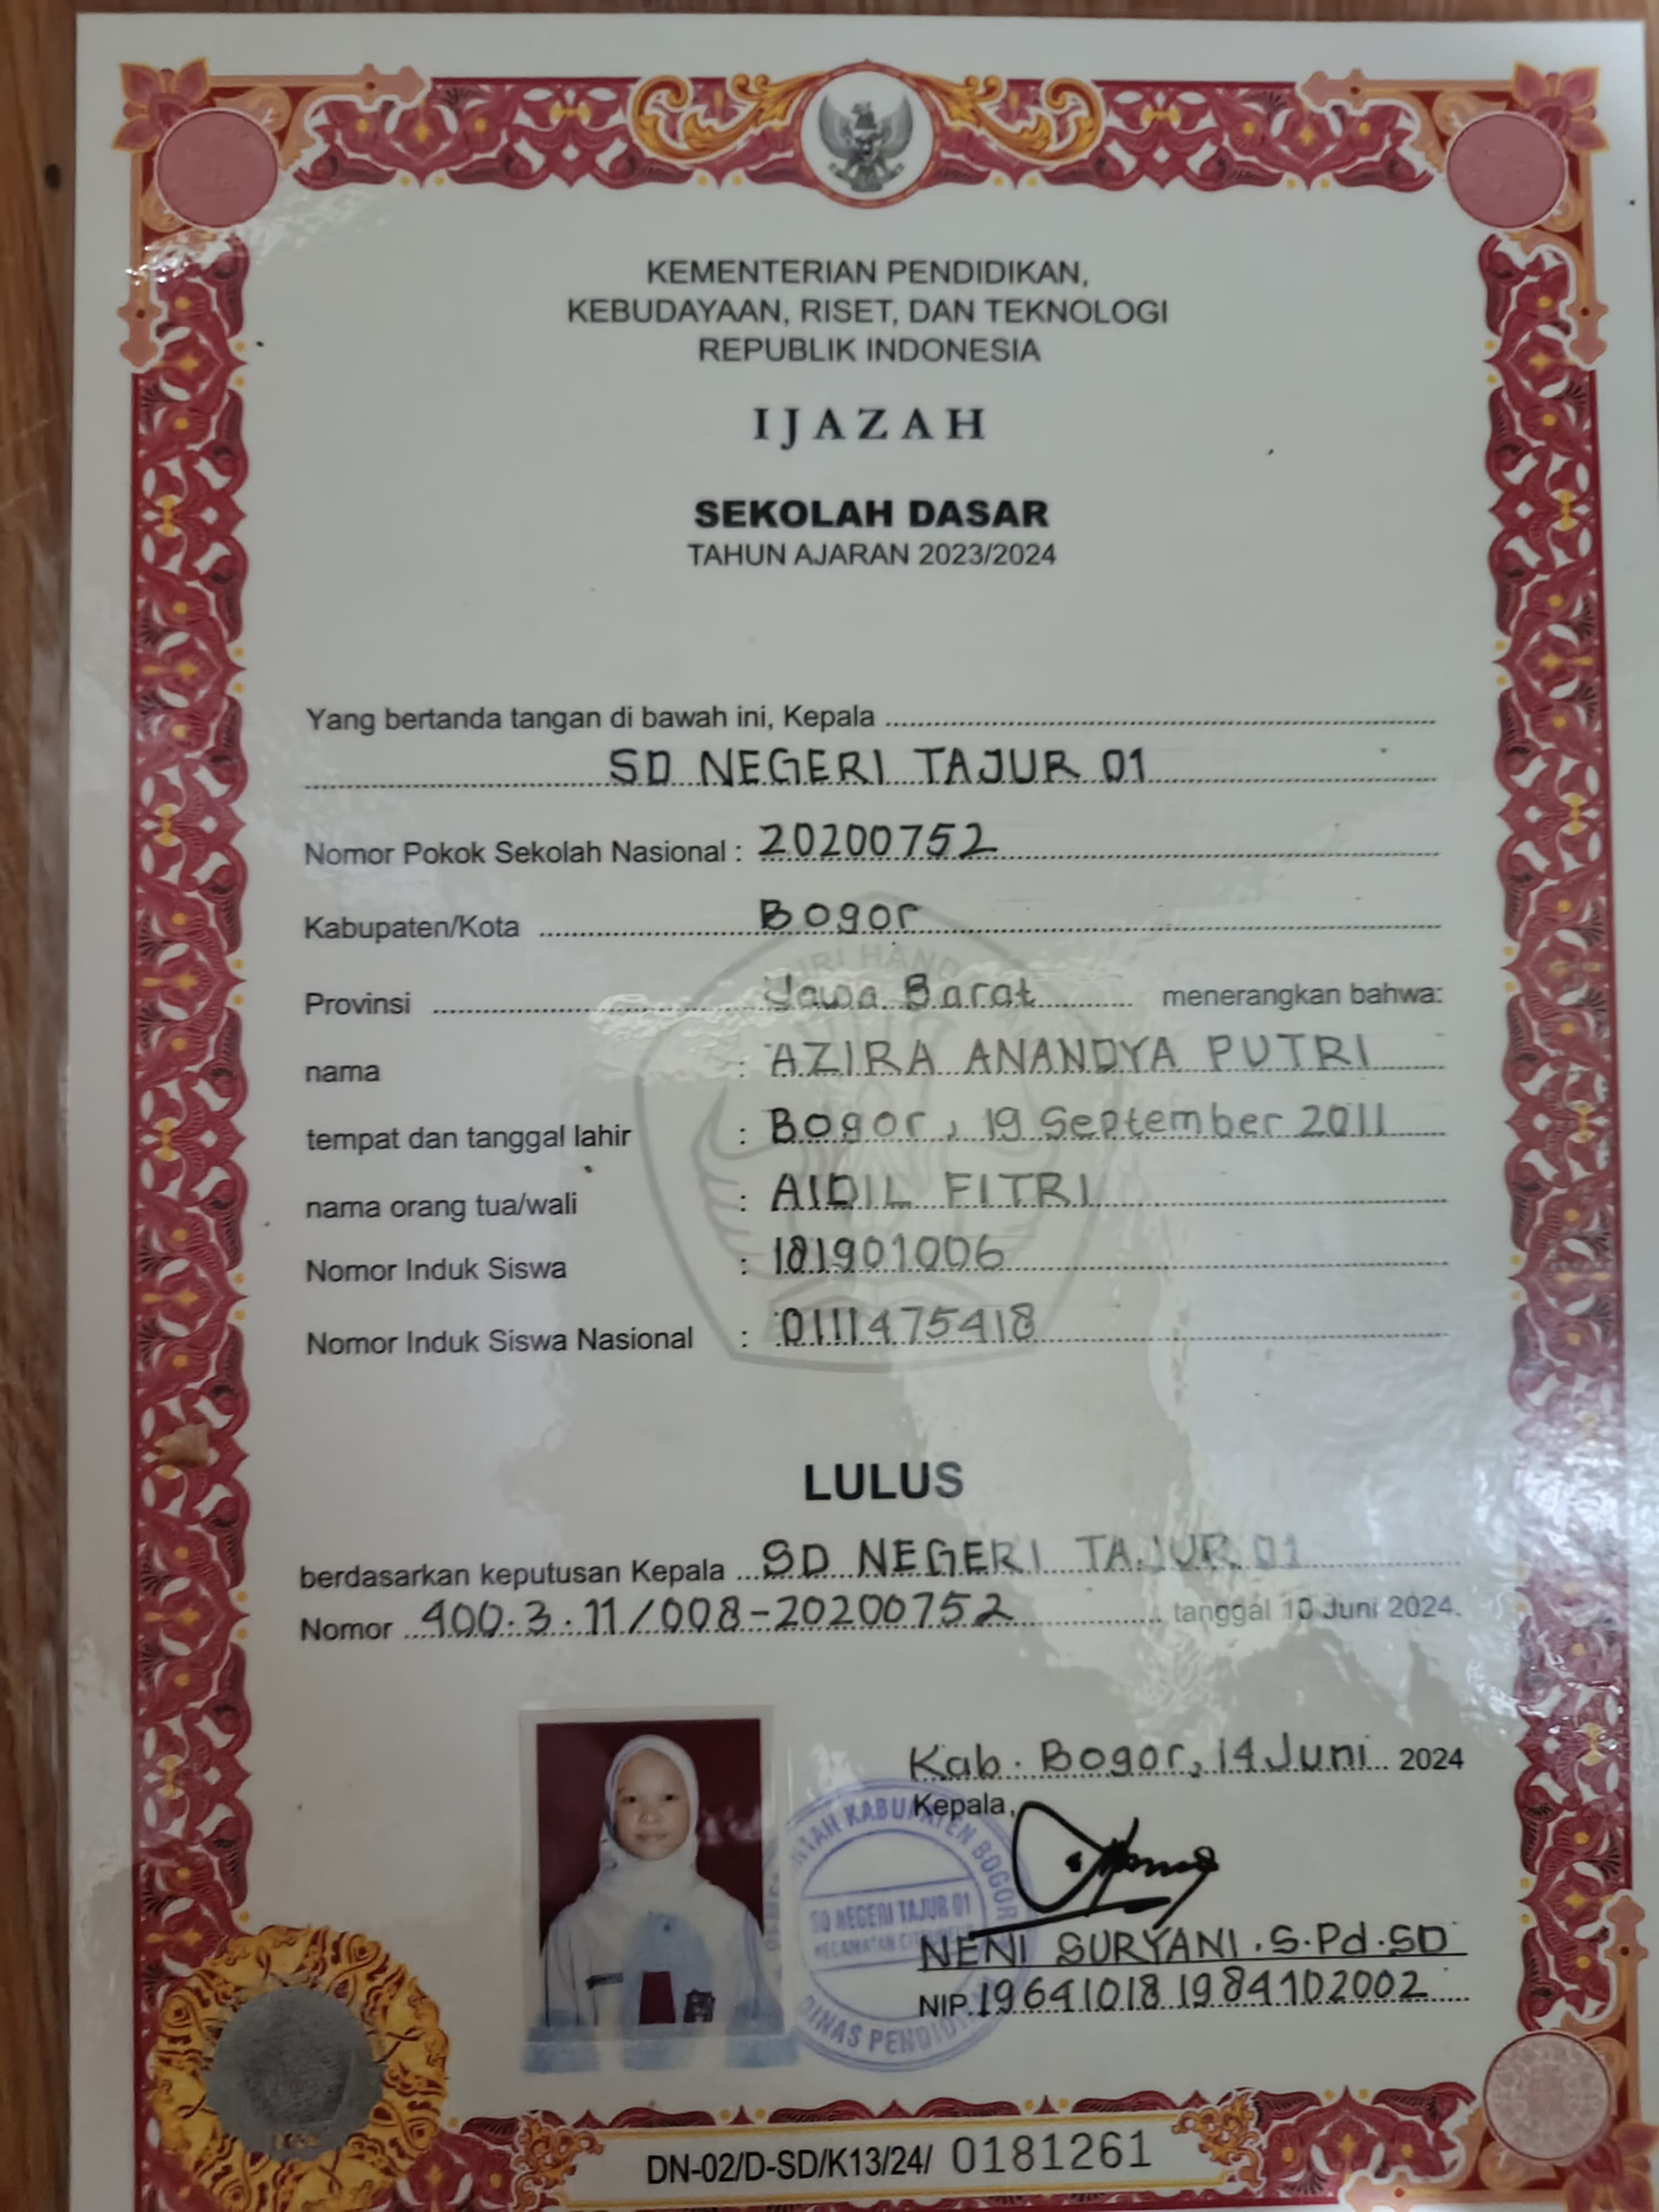 KEMENTERIAN PENDIDIKAN,
KEBUDAYAAN, RISET, DAN TEKNOLOGI
REPUBLIK INDONESIA
IJAZAH
SEKOLAH DASAR
TAHUN AJARAN 2023/2024
Yang bertanda tangan di bawah ini, Kepala
SD NEGERI TAJUR 01
Nomor Pokok Sekolah Nasional : 20200752
Kabupaten/Kota Bogor
Provinsi Jawa Barat menerangkan bahwa:
nama : AZIRA ANANDYA PUTRI
tempat dan tanggal lahir : Bogor, 19 September 2011
nama orang tua/wali : AIDIL FITRI
Nomor Induk Siswa : 181901006
Nomor Induk Siswa Nasional : 0111475418
LULUS
berdasarkan keputusan Kepala SD NEGERI TAJUR 01
Nomor 400.3.11/008-20200752 tanggal 10 Juni 2024.
Kab. Bogor, 14 Juni 2024
Kepala,
KABUPATEN BOGOR
SD NEGERI TAJUR 01
KECAMATAN
DINAS
NENI SURYANI.S.Pd.SD
NIP.19641018 1984102002
DN-02/D-SD/K13/24/ 0181261